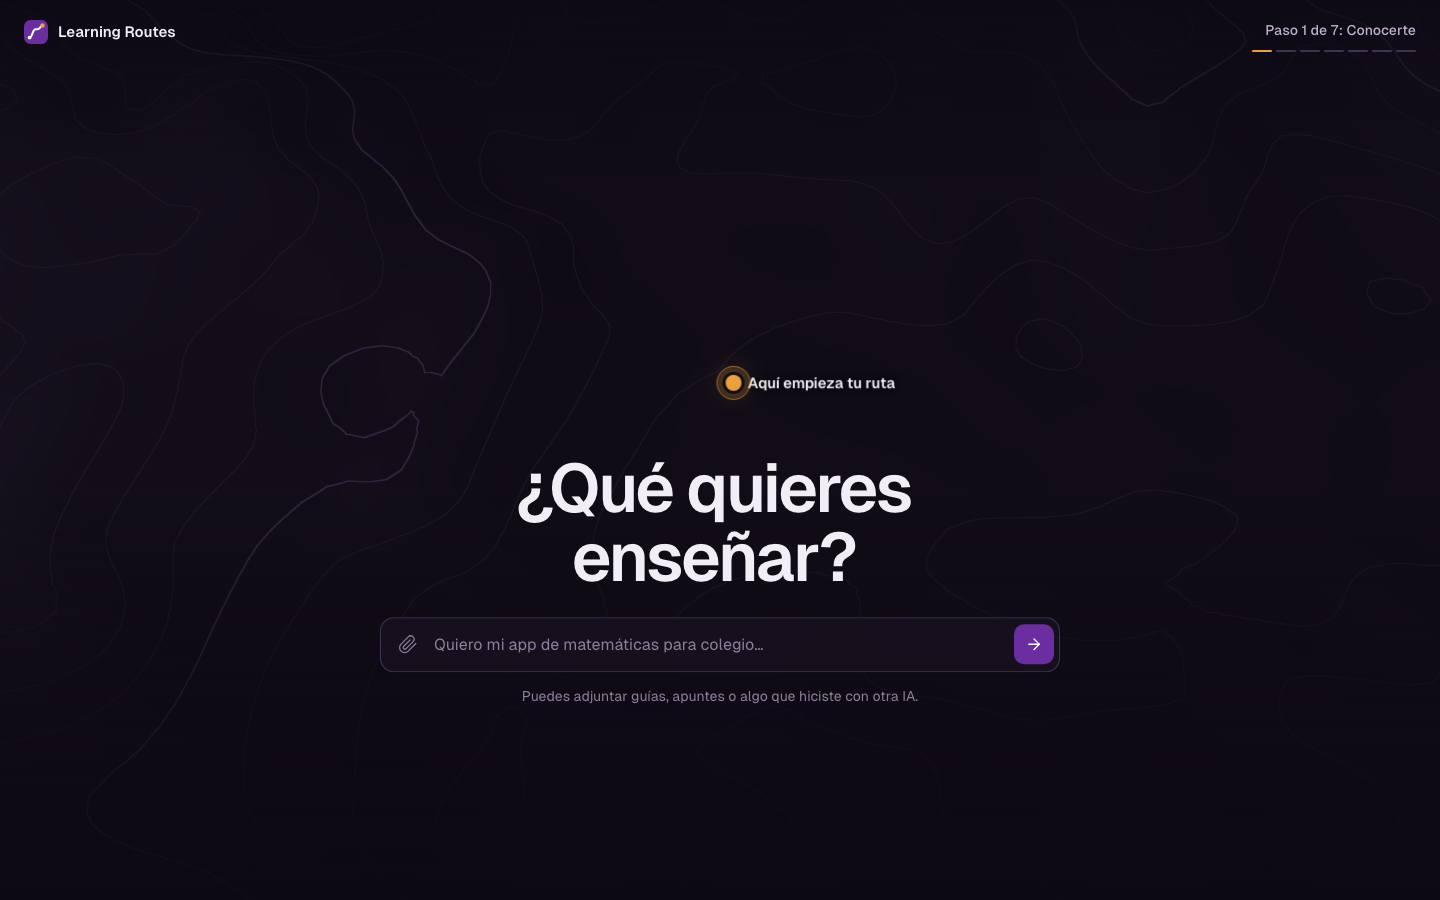 Learning Routes
Paso 1 de 7: Conocerte
Aquí empieza tu ruta
¿Qué quieres
enseñar?
Quiero mi app de matemáticas para colegio...
Puedes adjuntar guías, apuntes o algo que hiciste con otra IA.